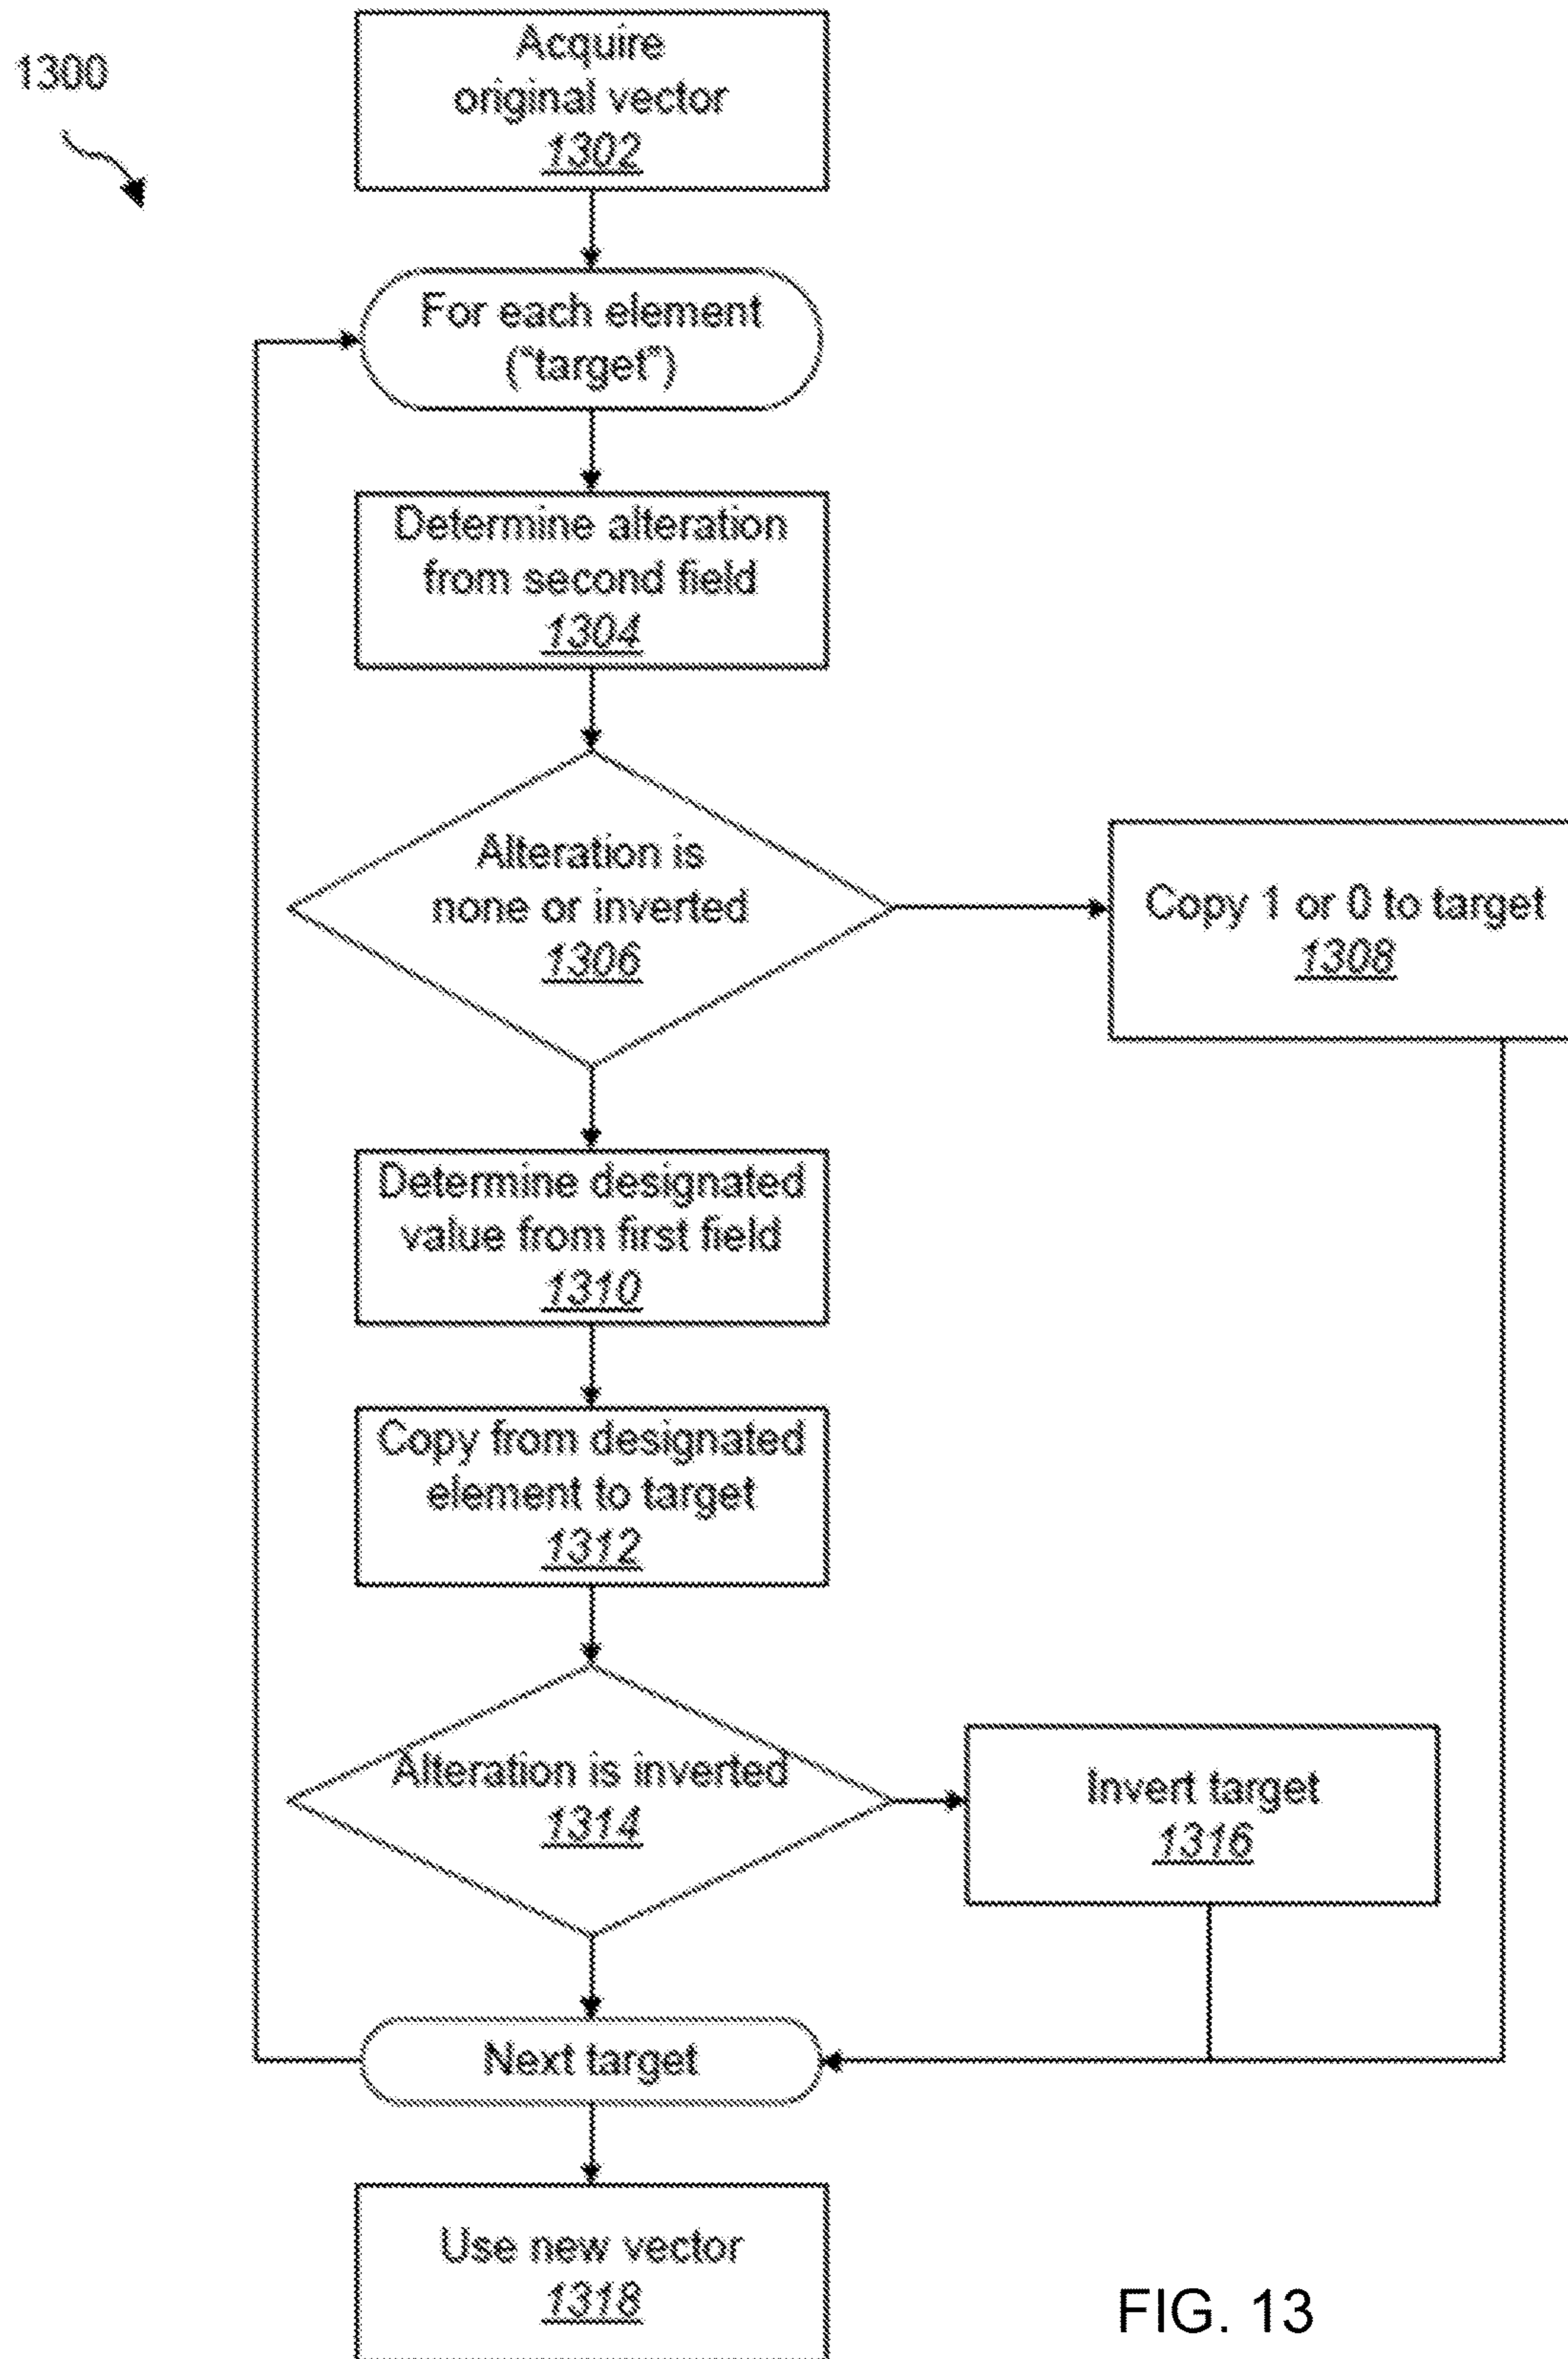 1300
Acquire
original vector
1302
For each element
("target")
Determine alteration
from second field
1304
Alteration is
none or inverted
1306
Copy 1 or 0 to target
1308
Determine designated
value from first field
1310
Copy from designated
element to target
1312
Alteration is inverted
1314
Invert target
1316
Next target
Use new vector
1318
FIG. 13